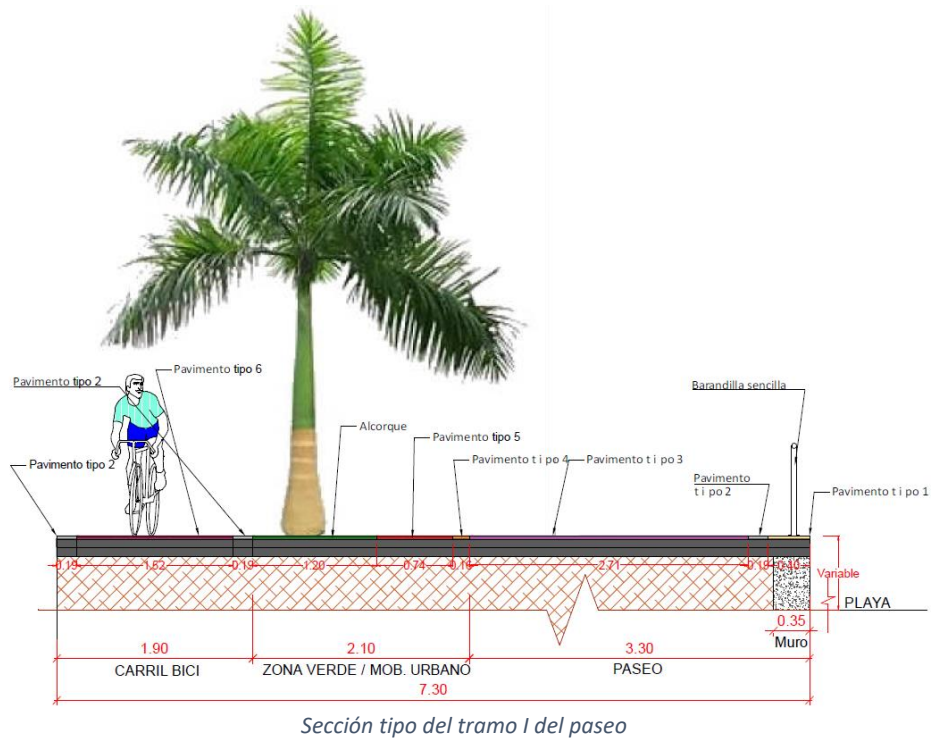 Pavimento tipo 6
Pavimento tipo 2
Barandilla sencilla
Alcorque
Pavimento tipo 5
Pavimento tipo 2
Pavimento t i po 4
Pavimento t i po 3
Pavimento
t i po 2
Pavimento t i po 1
0.19
1.52
0.19
1.20
0.74
0.16
2.71
0.19
0.40
Variable
PLAYA
0.35
Muro
1.90
2.10
3.30
CARRIL BICI
ZONA VERDE / MOB. URBANO
PASEO
7.30
Sección tipo del tramo I del paseo